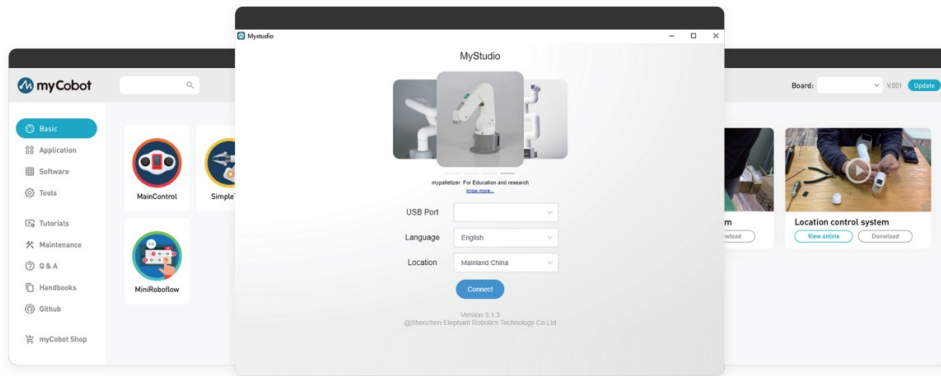 Mystudio
MyStudio
mypalletizer: For Education and research
know more...
USB Port
Language English
Location Mainland China
Connect
Version 3.1.3
@Shenzhen Elephant Robotics Technology Co.Ltd
myCobot
Basic
Application
Software
Tools
Tutorials
Maintenance
Q & A
Handbooks
Github
myCobot Shop
MainControl
Simple
MiniRoboflow
Board:
V.001
Update
Location control system
View online
Donwload